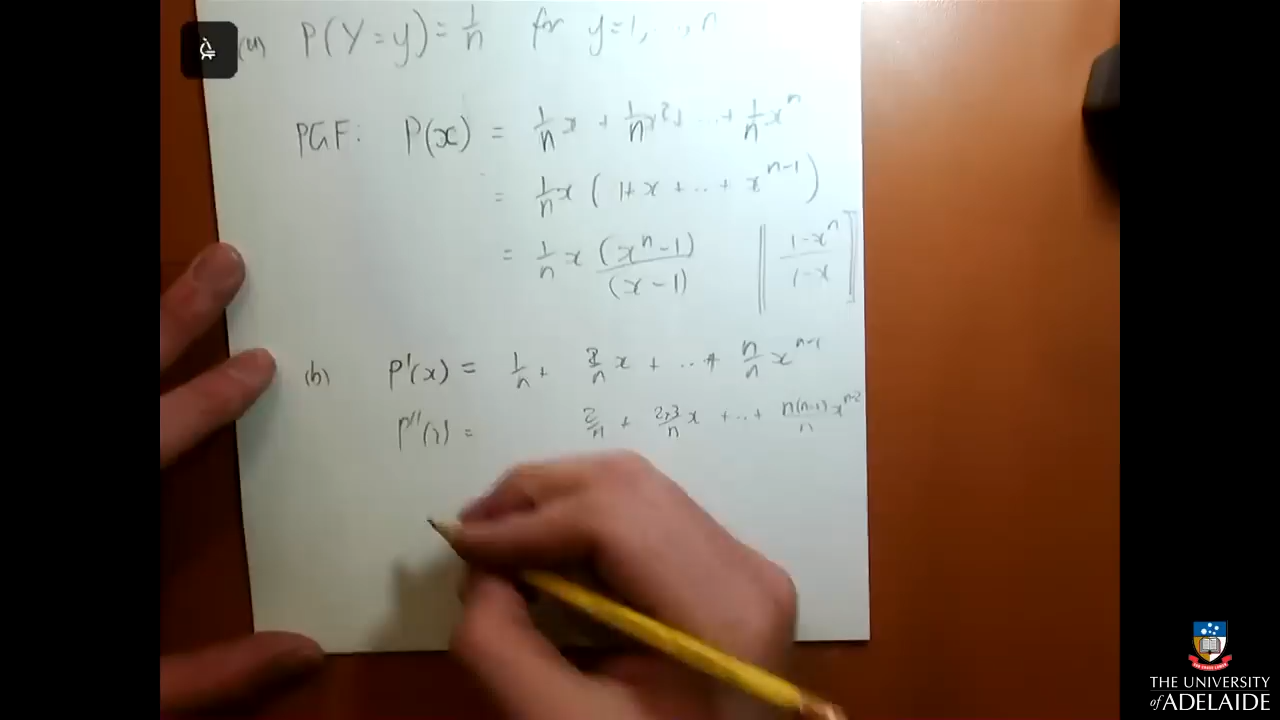 (a) P(Y=y) = 1/n for y=1, .., n
PGF: P(x) = 1/n x + 1/n x^2 + .. + 1/n x^n
= 1/n x ( 1+ x + .. + x^(n-1) )
= 1/n x (x^n - 1)/(x - 1) || (1-x^n)/(1-x) ]
(b) P'(x) = 1/n + 2/n x + .. + n/n x^(n-1)
P''(x) = 2/n + 2×3/n x + .. + n(n-1)/n x^(n-2)
THE UNIVERSITY
of ADELAIDE